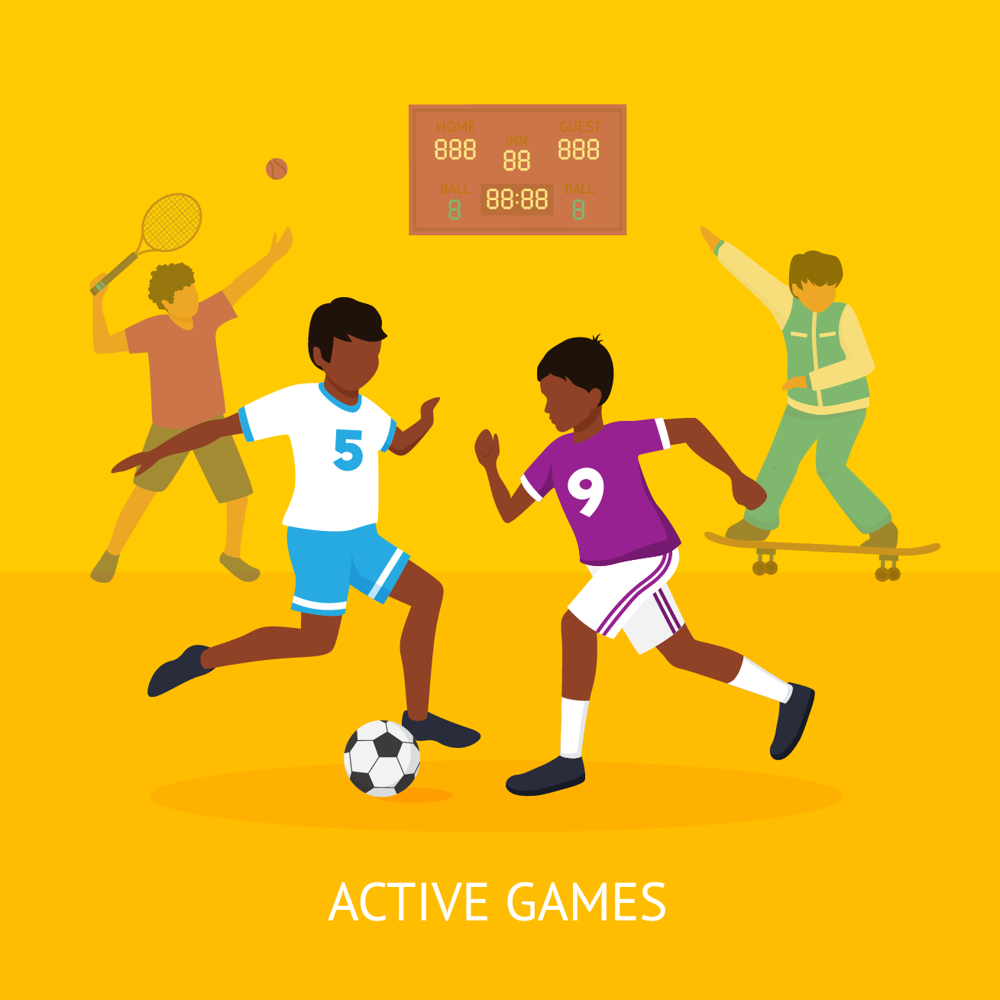 HOME GUEST
888 INN 888
88
BALL 88:88 BALL
8 8
5
9
ACTIVE GAMES